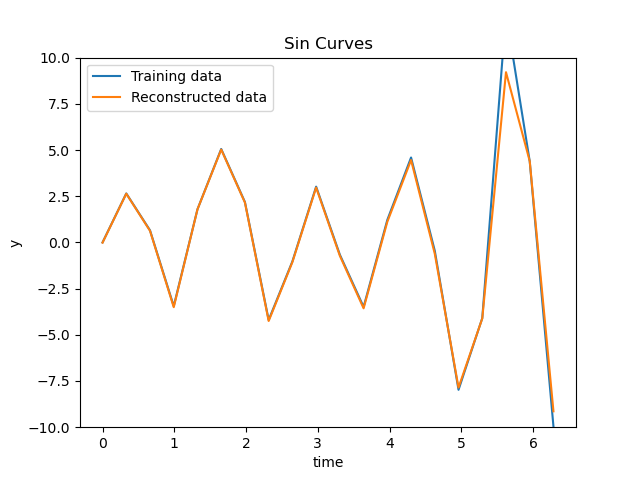 Sin Curves
Training data
Reconstructed data
10.0
7.5
5.0
2.5
0.0
−2.5
−5.0
−7.5
−10.0
y
0 1 2 3 4 5 6
time